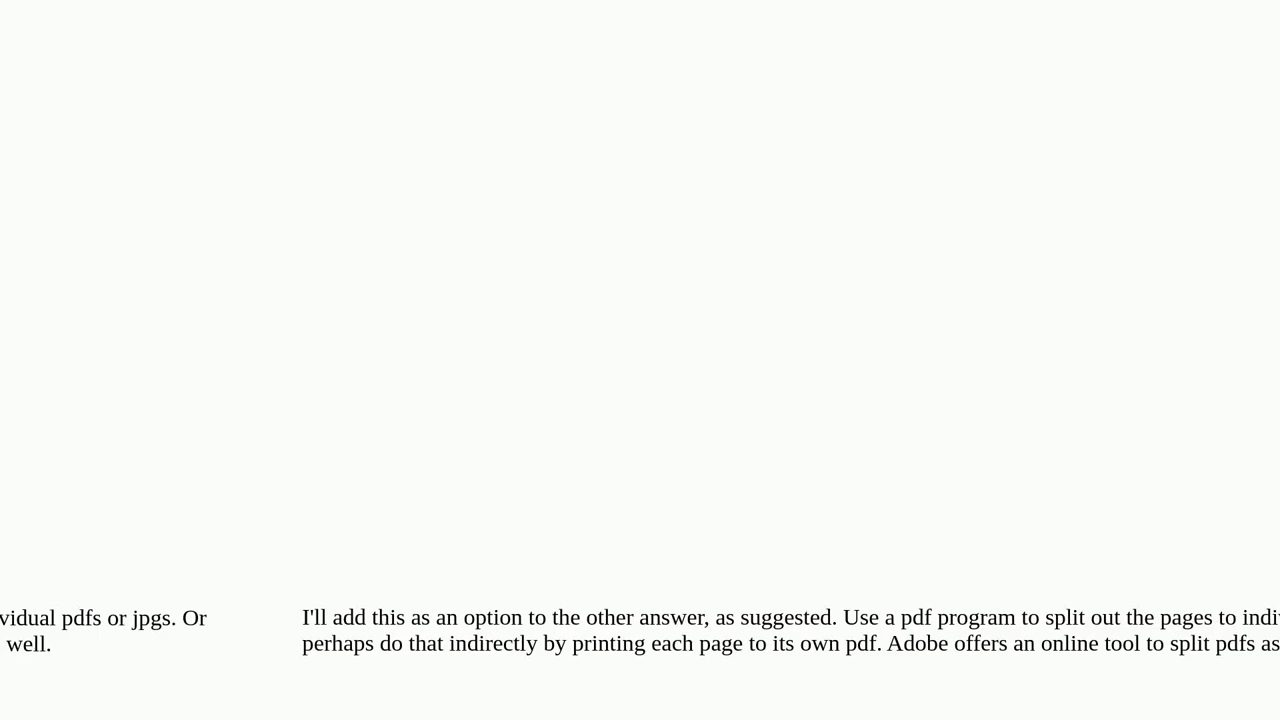 I'll add this as an option to the other answer, as suggested. Use a pdf program to split out the pages to individual pdfs or jpgs. Or
perhaps do that indirectly by printing each page to its own pdf. Adobe offers an online tool to split pdfs as well.